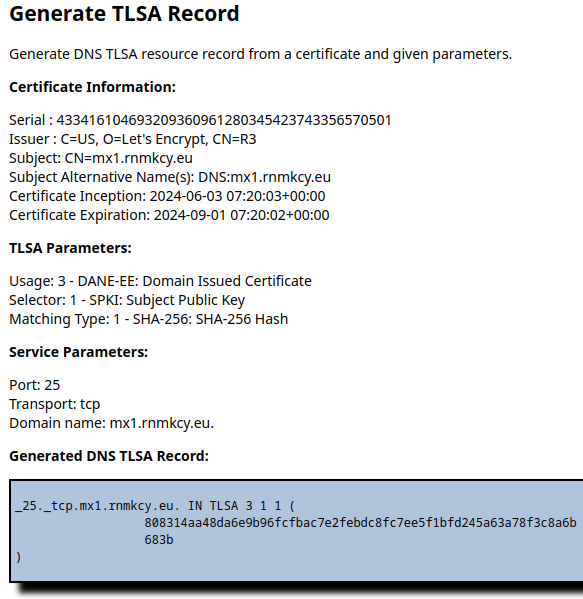 Generate TLSA Record
Generate DNS TLSA resource record from a certificate and given parameters.
Certificate Information:
Serial : 433416104693209360961280345423743356570501
Issuer : C=US, O=Let's Encrypt, CN=R3
Subject: CN=mx1.rnmkcy.eu
Subject Alternative Name(s): DNS:mx1.rnmkcy.eu
Certificate Inception: 2024-06-03 07:20:03+00:00
Certificate Expiration: 2024-09-01 07:20:02+00:00
TLSA Parameters:
Usage: 3 - DANE-EE: Domain Issued Certificate
Selector: 1 - SPKI: Subject Public Key
Matching Type: 1 - SHA-256: SHA-256 Hash
Service Parameters:
Port: 25
Transport: tcp
Domain name: mx1.rnmkcy.eu.
Generated DNS TLSA Record:
_25._tcp.mx1.rnmkcy.eu. IN TLSA 3 1 1 (
808314aa48da6e9b96fcfbac7e2febdc8fc7ee5f1bfd245a63a78f3c8a6b
683b
)